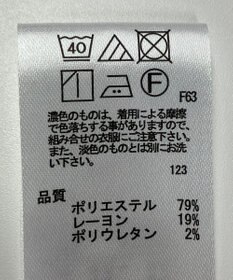 40
F
F63
濃色のものは、着用による摩擦
で色落ちする事がありますので、
組み合せの衣服にご注意下さい。
また、淡色のものとは別にお洗
い下さい。
123
品質
ポリエステル 79%
レーヨン 19%
ポリウレタン 2%